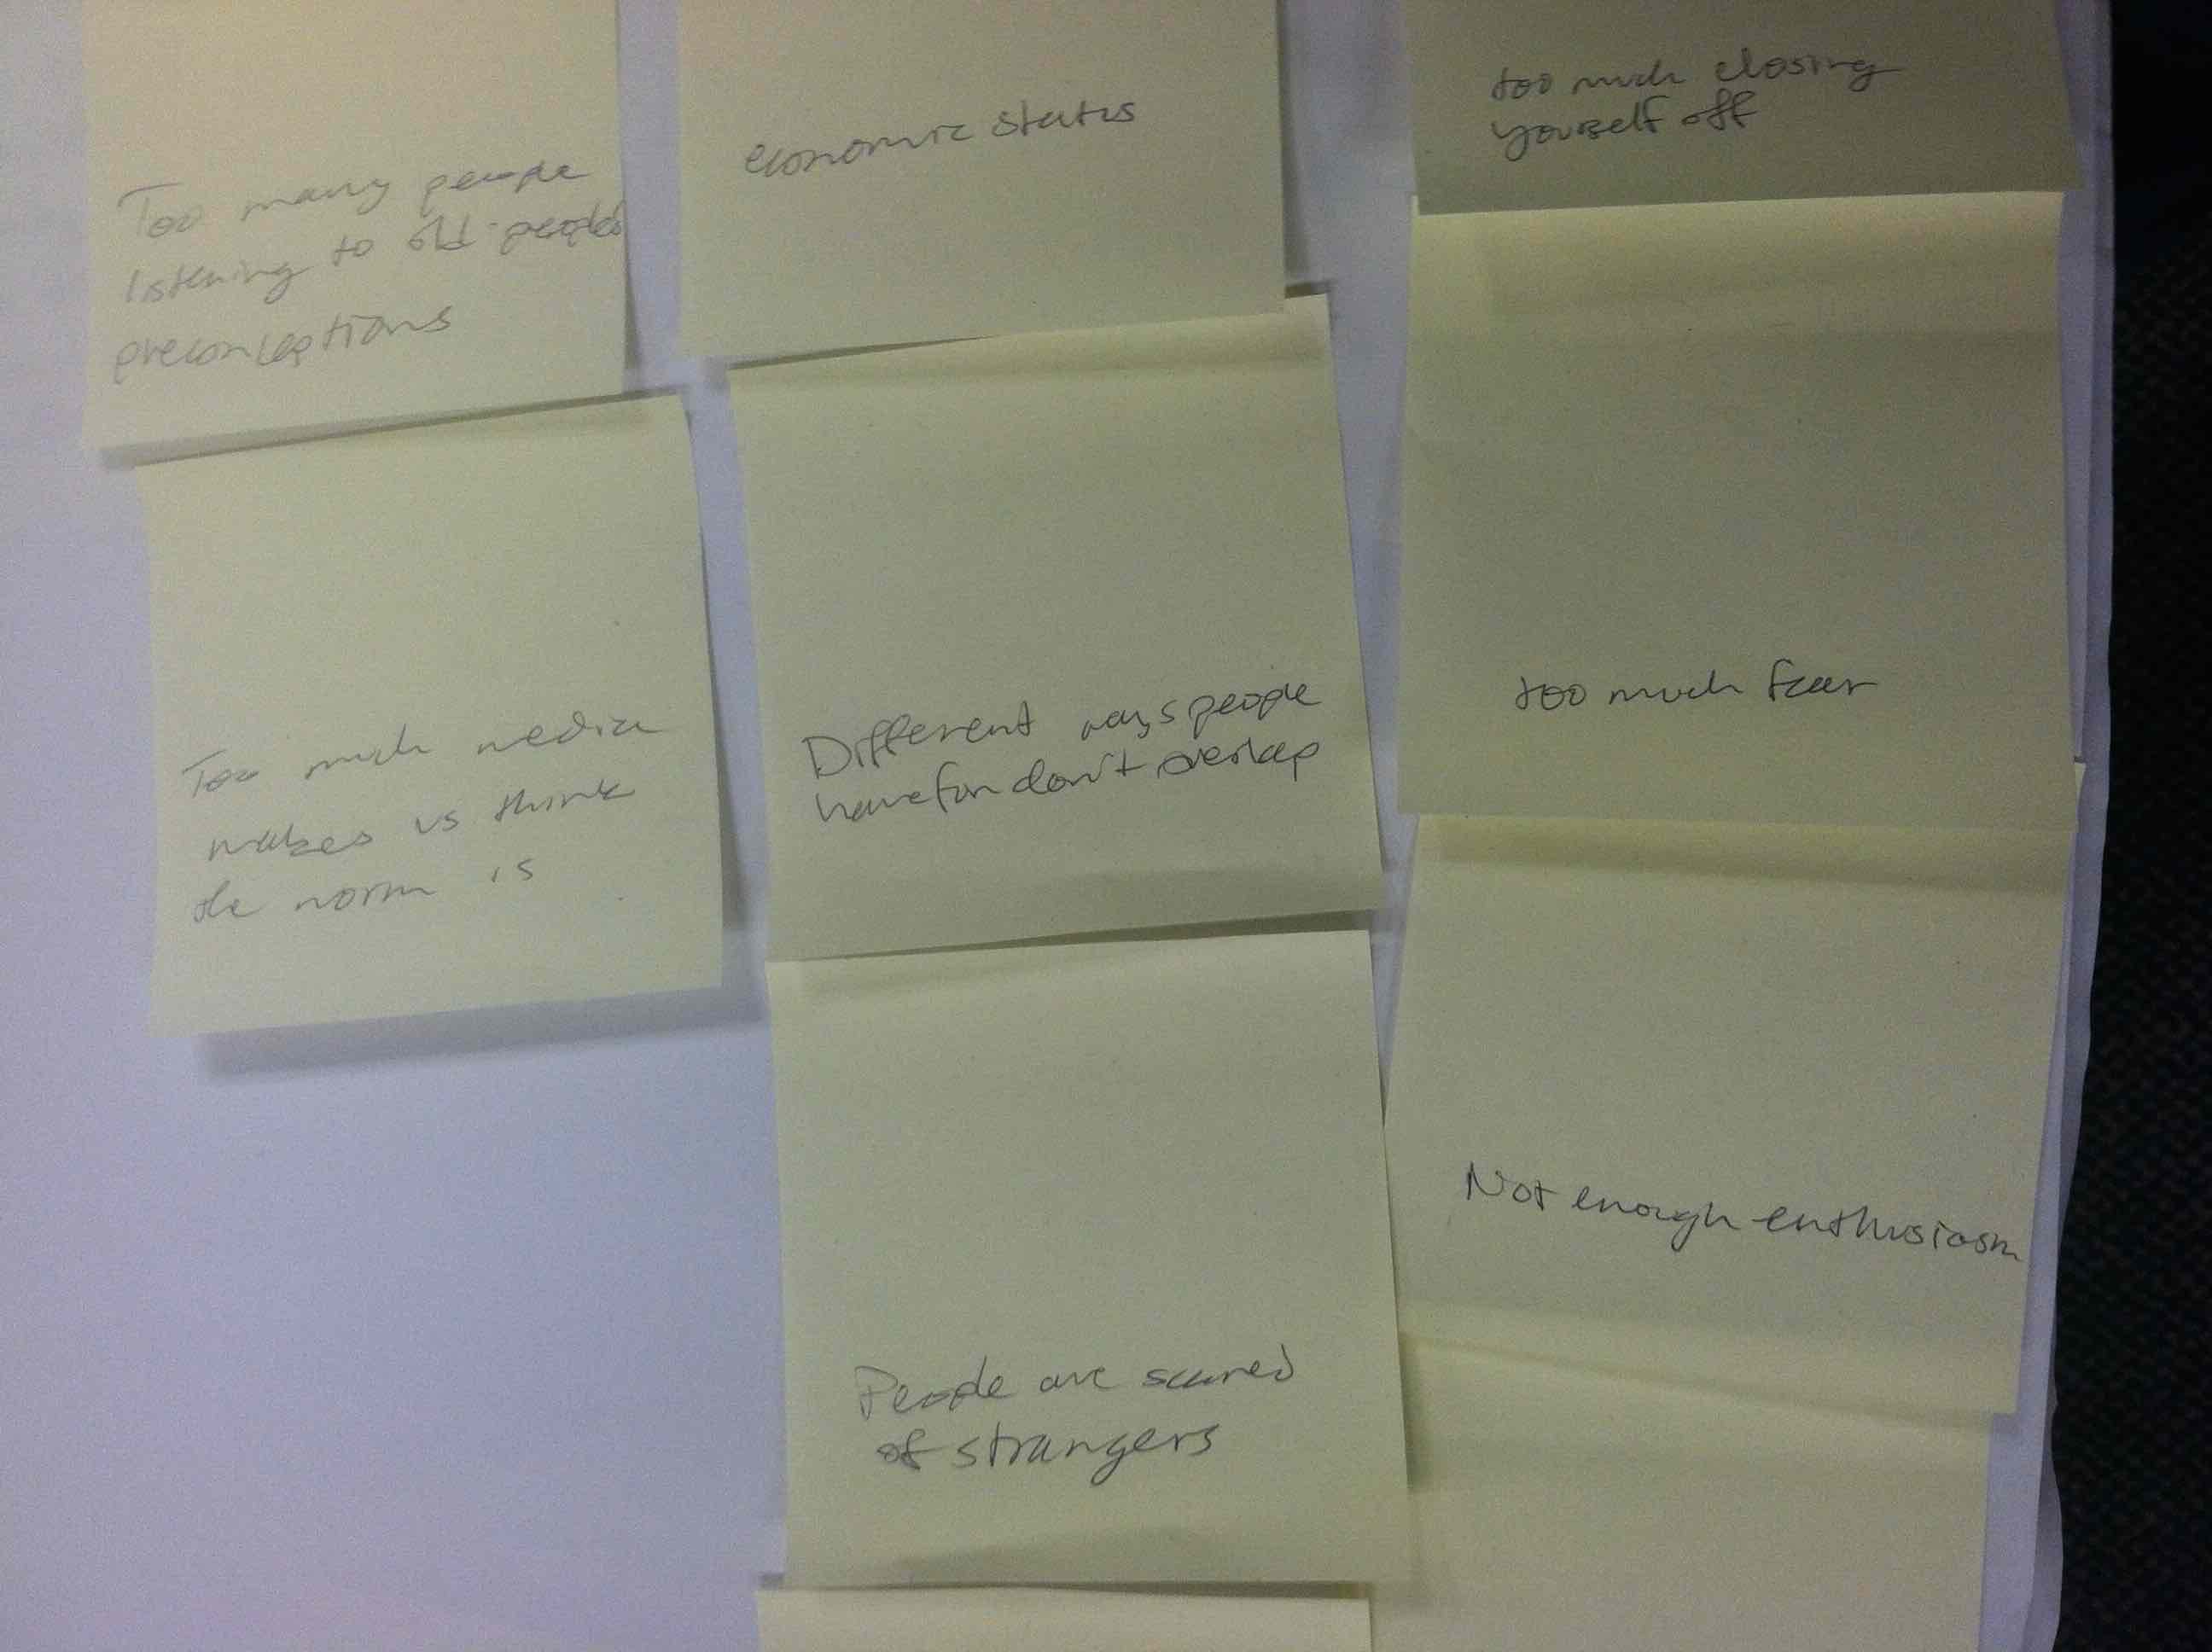 Too many people
listening to old people's
preconceptions
Too much media
makes us think
the norm is
economic status
Different ways people
have fun don't overlap
People are scared
of strangers
too much closing
yourself off
too much fear
Not enough enthusiasm